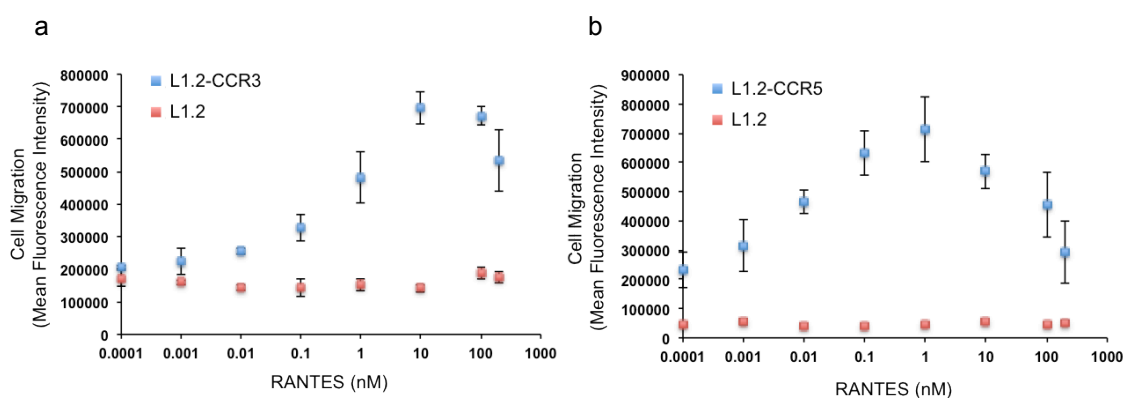 a
L1.2-CCR3
L1.2
800000
700000
600000
500000
400000
300000
200000
100000
0
Cell Migration
(Mean Fluorescence Intensity)
0.0001 0.001 0.01 0.1 1 10 100 1000
RANTES (nM)
b
L1.2-CCR5
L1.2
900000
800000
700000
600000
500000
400000
300000
200000
100000
0
Cell Migration
(Mean Fluorescence Intensity)
0.0001 0.001 0.01 0.1 1 10 100 1000
RANTES (nM)